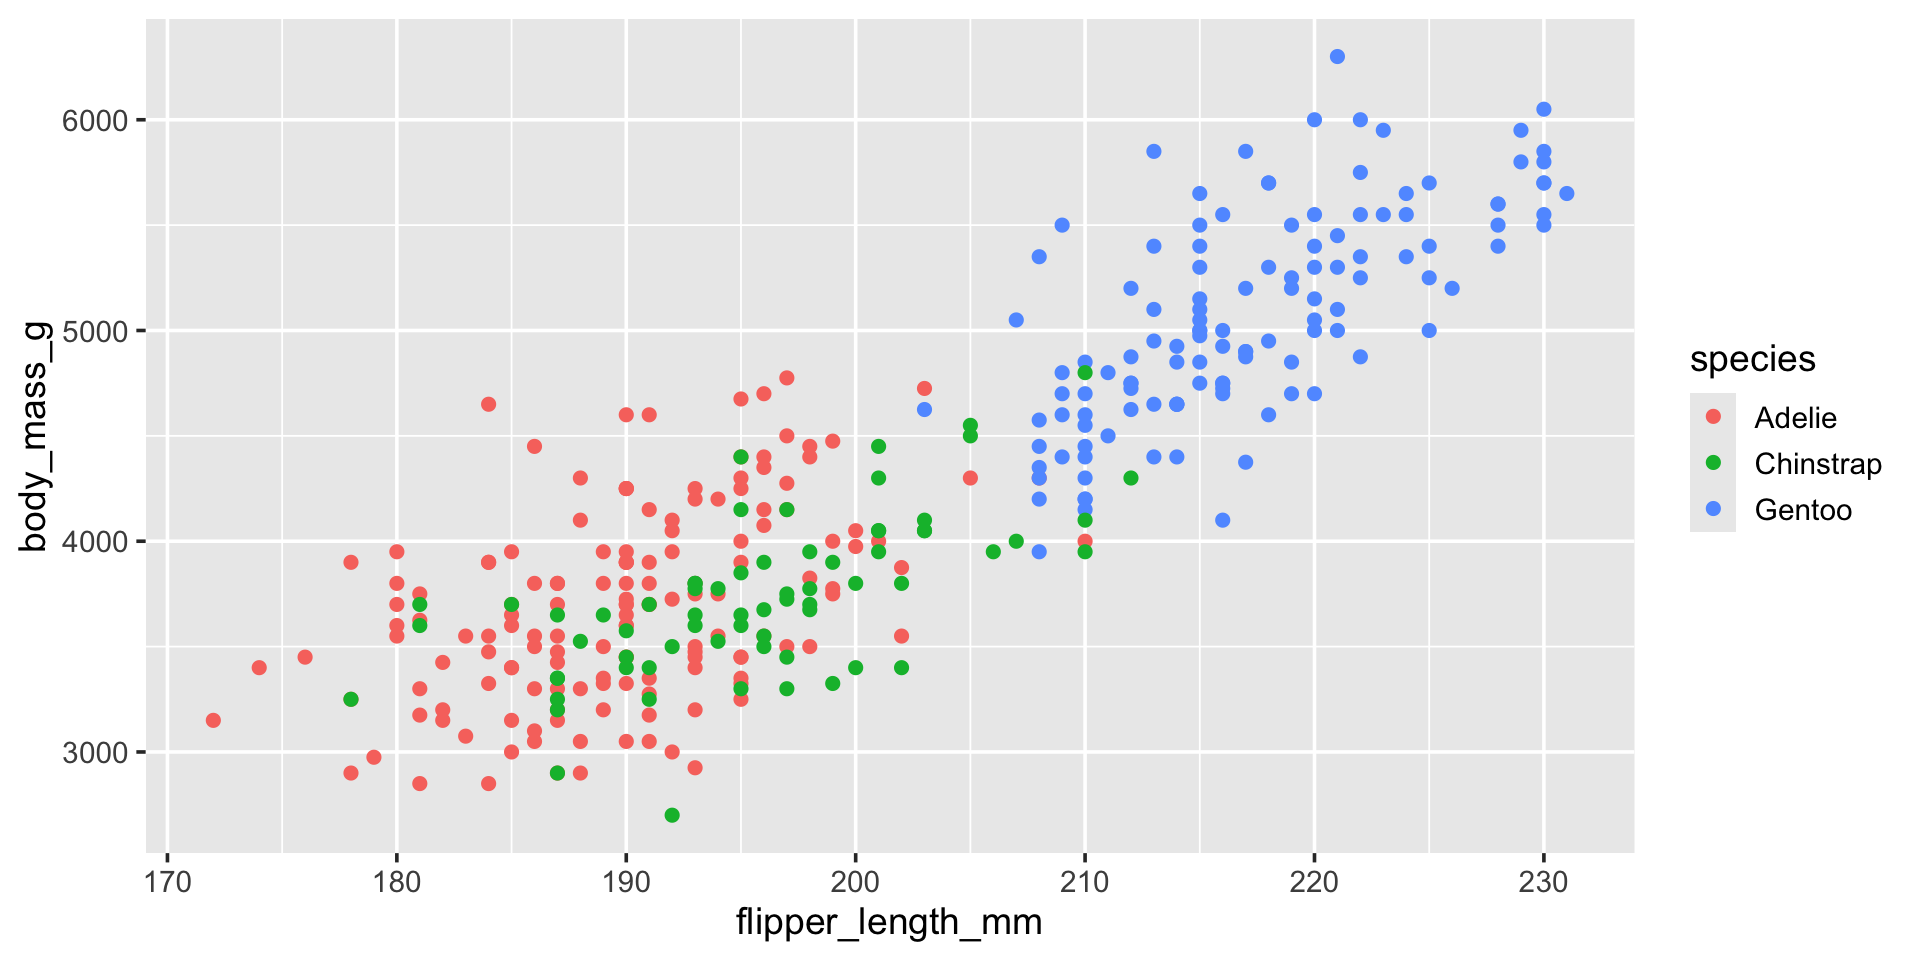 6000
5000
4000
3000
body_mass_g
170 180 190 200 210 220 230
flipper_length_mm
species
Adelie
Chinstrap
Gentoo